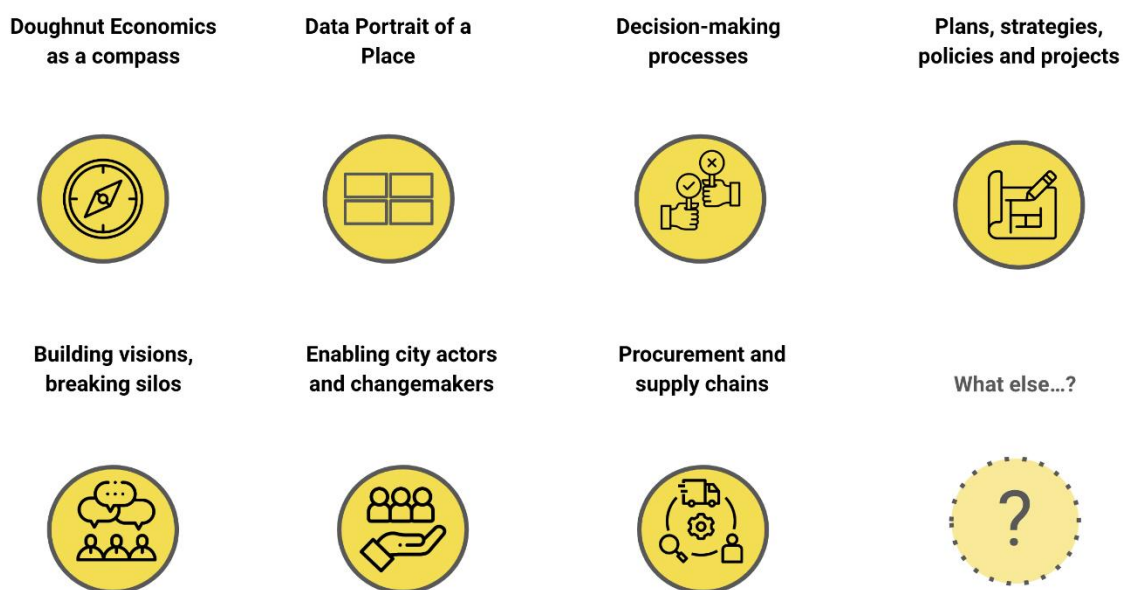 Doughnut Economics
as a compass
Data Portrait of a
Place
Decision-making
processes
Plans, strategies,
policies and projects
Building visions,
breaking silos
Enabling city actors
and changemakers
Procurement and
supply chains
What else...?
?